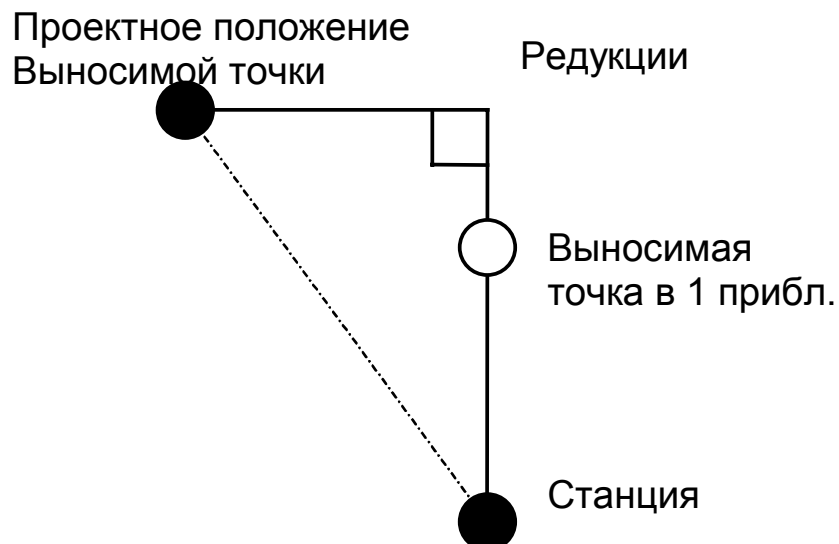 Проектное положение
Выносимой точки
Редукции
Выносимая
точка в 1 прибл.
Станция